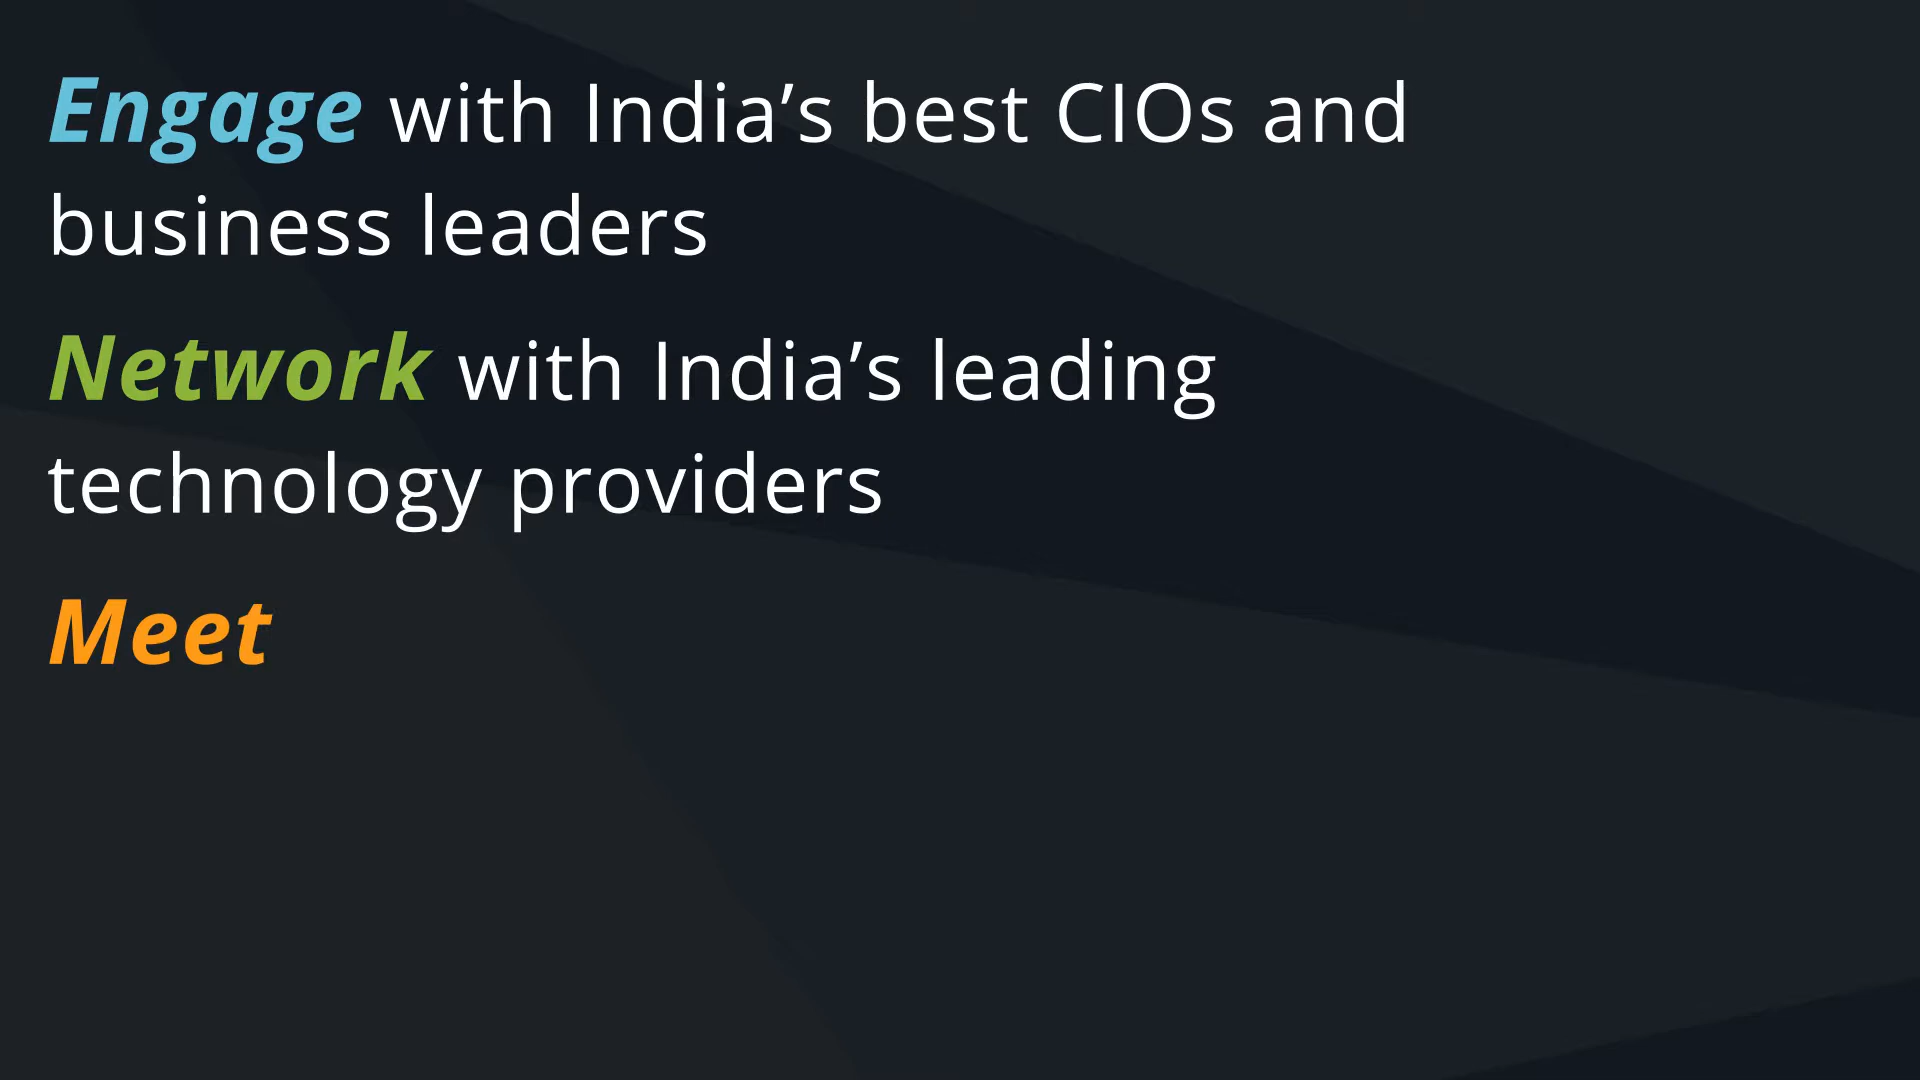 Engage with India’s best CIOs and
business leaders
Network with India’s leading
technology providers
Meet